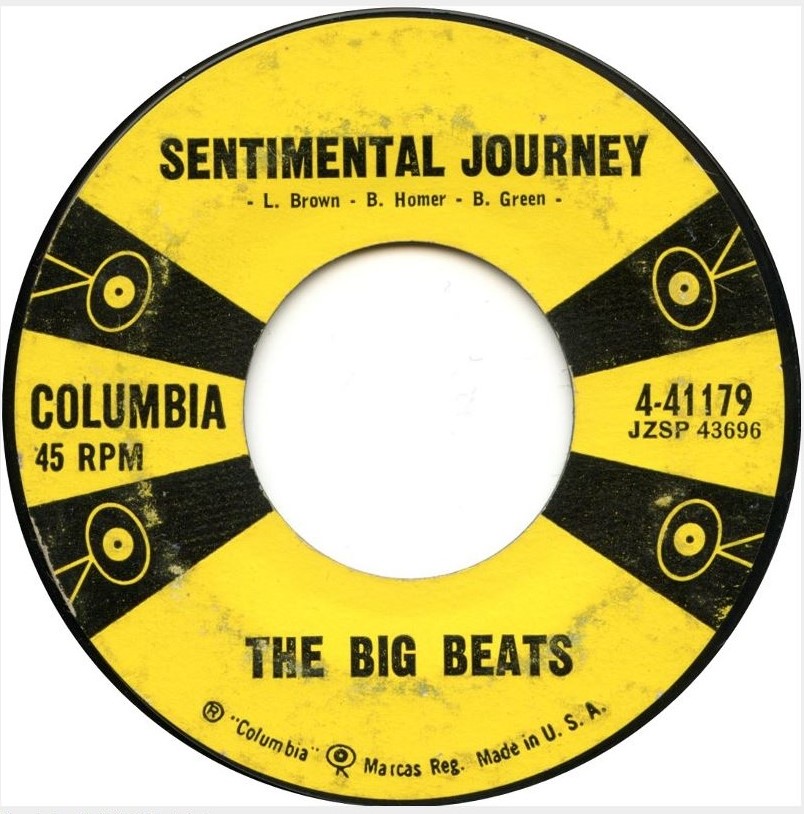 SENTIMENTAL JOURNEY
- L. Brown - B. Homer - B. Green -
COLUMBIA
45 RPM
4-41179
JZSP 43696
THE BIG BEATS
® "Columbia" Marcas Reg. Made in U. S. A.